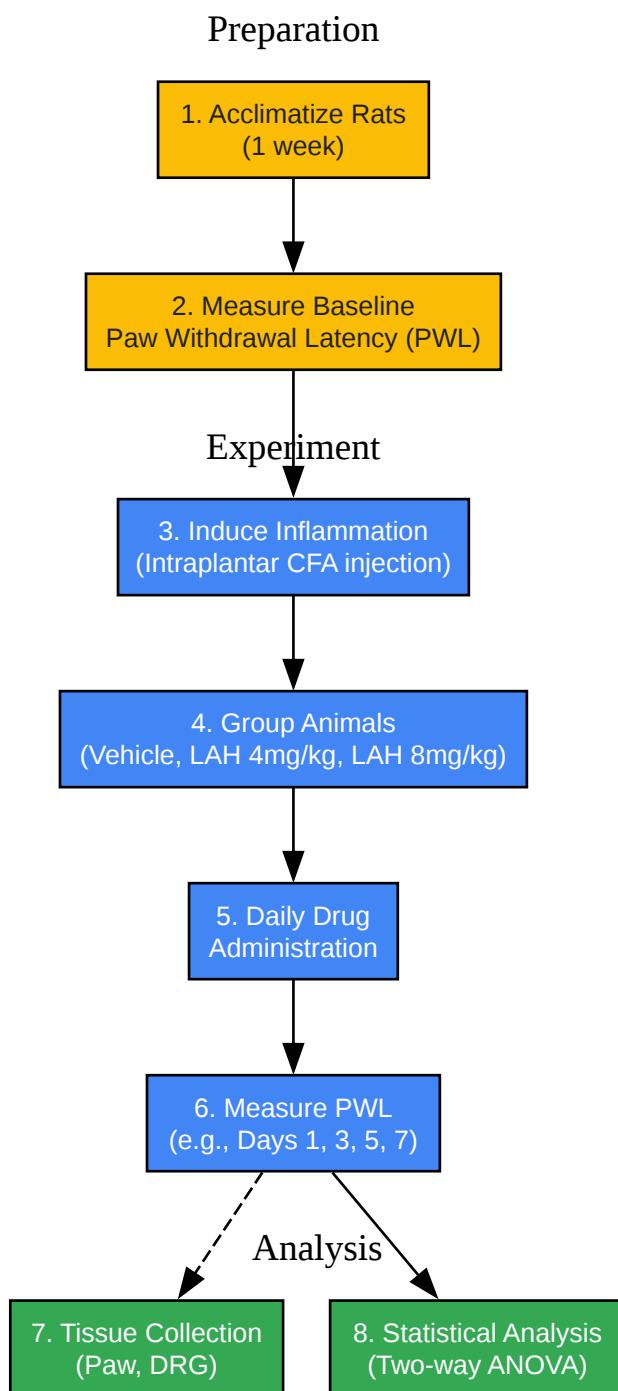 Preparation
1. Acclimatize Rats
(1 week)
2. Measure Baseline
Paw Withdrawal Latency (PWL)
Experiment
3. Induce Inflammation
(Intraplantar CFA injection)
4. Group Animals
(Vehicle, LAH 4mg/kg, LAH 8mg/kg)
5. Daily Drug
Administration
6. Measure PWL
(e.g., Days 1, 3, 5, 7)
Analysis
7. Tissue Collection
(Paw, DRG)
8. Statistical Analysis
(Two-way ANOVA)